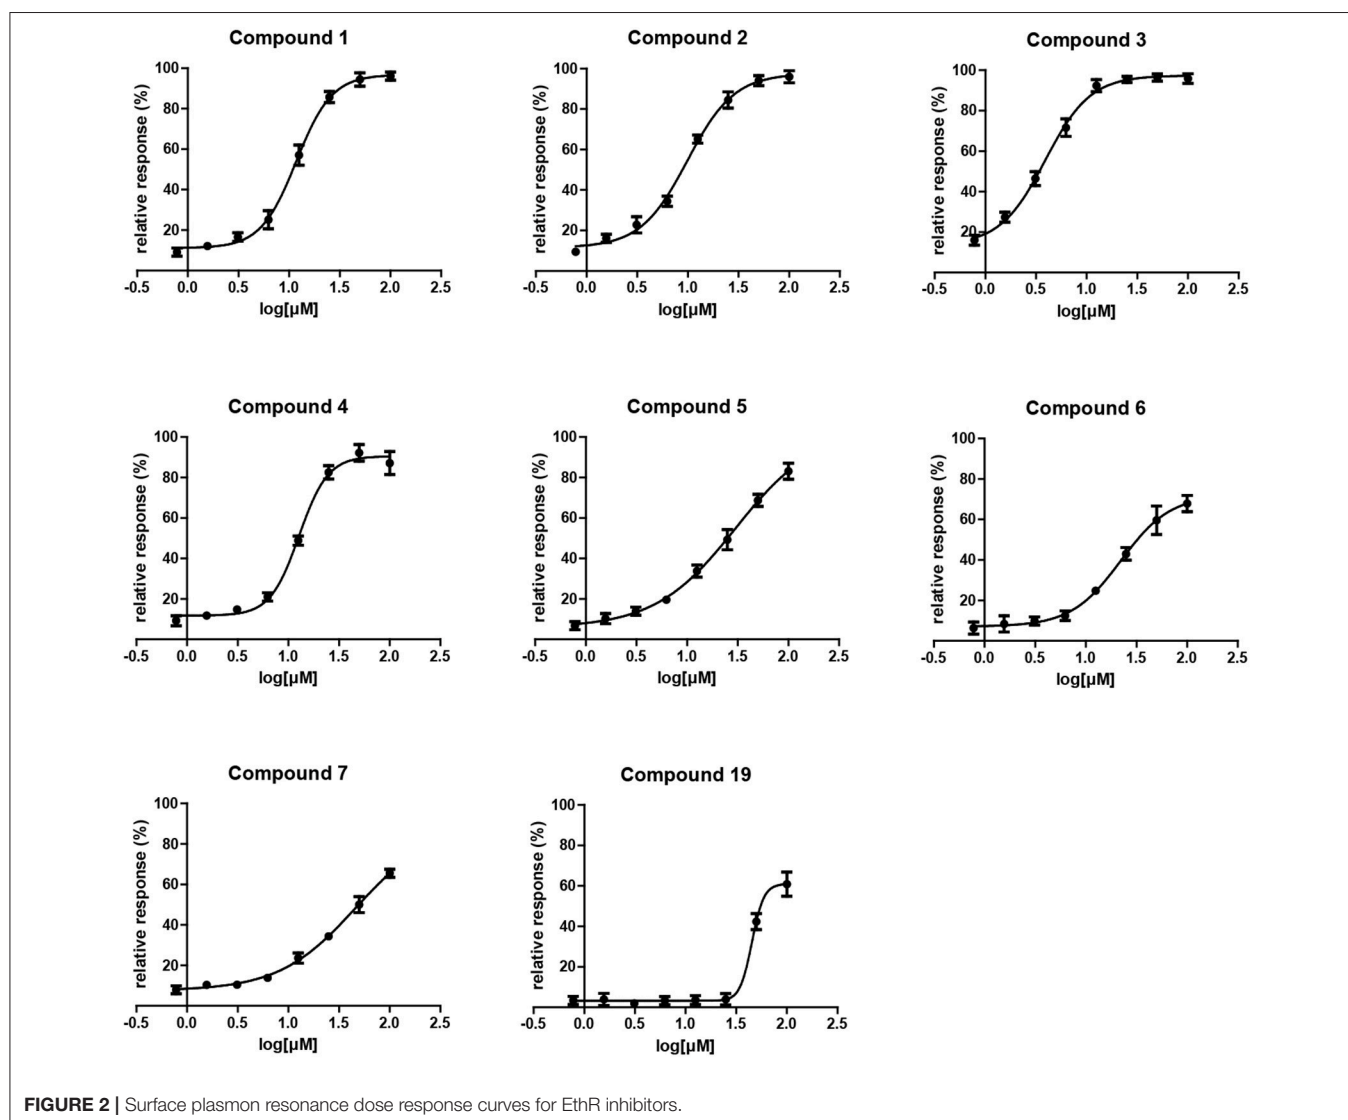 Compound 1
relative response (%)
100
80
60
40
20
-0.5 0.0 0.5 1.0 1.5 2.0 2.5
log[µM]
Compound 2
relative response (%)
100
80
60
40
20
-0.5 0.0 0.5 1.0 1.5 2.0 2.5
log[µM]
Compound 3
relative response (%)
100
80
60
40
20
-0.5 0.0 0.5 1.0 1.5 2.0 2.5
log[µM]
Compound 4
relative response (%)
100
80
60
40
20
-0.5 0.0 0.5 1.0 1.5 2.0 2.5
log[µM]
Compound 5
relative response (%)
100
80
60
40
20
-0.5 0.0 0.5 1.0 1.5 2.0 2.5
log[µM]
Compound 6
relative response (%)
100
80
60
40
20
-0.5 0.0 0.5 1.0 1.5 2.0 2.5
log[µM]
Compound 7
relative response (%)
100
80
60
40
20
-0.5 0.0 0.5 1.0 1.5 2.0 2.5
log[µM]
Compound 19
relative response (%)
100
80
60
40
20
-0.5 0.0 0.5 1.0 1.5 2.0 2.5
log[µM]
FIGURE 2 | Surface plasmon resonance dose response curves for EthR inhibitors.